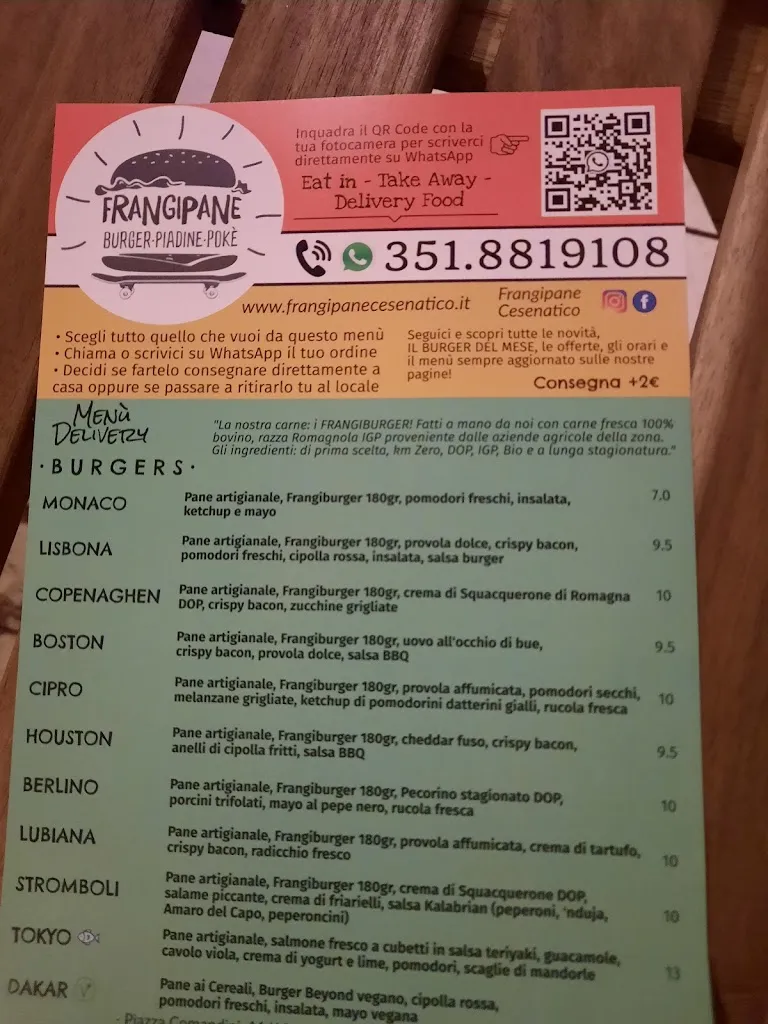 Inquadra il QR Code con la
tua fotocamera per scriverci
direttamente su WhatsApp
Eat in - Take Away -
Delivery Food
FRANGIPANE
BURGER·PIADINE·POKÈ
351.8819108
www.frangipanecesenatico.it
Frangipane
Cesenatico
• Scegli tutto quello che vuoi da questo menù
• Chiama o scrivici su WhatsApp il tuo ordine
• Decidi se fartelo consegnare direttamente a
casa oppure se passare a ritirarlo tu al locale
Seguici e scopri tutte le novità,
IL BURGER DEL MESE, le offerte, gli orari e
il menù sempre aggiornato sulle nostre
pagine!
Consegna +2€
MENÙ
DELIVERY
"La nostra carne: i FRANGIBURGER! Fatti a mano da noi con carne fresca 100%
bovino, razza Romagnola IGP proveniente dalle aziende agricole della zona.
Gli ingredienti: di prima scelta, km Zero, DOP, IGP, Bio e a lunga stagionatura."
·BURGERS·
MONACO Pane artigianale, Frangiburger 180gr, pomodori freschi, insalata, 7.0
ketchup e mayo
LISBONA Pane artigianale, Frangiburger 180gr, provola dolce, crispy bacon, 9.5
pomodori freschi, cipolla rossa, insalata, salsa burger
COPENAGHEN Pane artigianale, Frangiburger 180gr, crema di Squacquerone di Romagna 10
DOP, crispy bacon, zucchine grigliate
BOSTON Pane artigianale, Frangiburger 180gr, uovo all'occhio di bue, 9.5
crispy bacon, provola dolce, salsa BBQ
CIPRO Pane artigianale, Frangiburger 180gr, provola affumicata, pomodori secchi, 10
melanzane grigliate, ketchup di pomodorini datterini gialli, rucola fresca
HOUSTON Pane artigianale, Frangiburger 180gr, cheddar fuso, crispy bacon, 9.5
anelli di cipolla fritti, salsa BBQ
BERLINO Pane artigianale, Frangiburger 180gr, Pecorino stagionato DOP, 10
porcini trifolati, mayo al pepe nero, rucola fresca
LUBIANA Pane artigianale, Frangiburger 180gr, provola affumicata, crema di tartufo, 10
crispy bacon, radicchio fresco
STROMBOLI Pane artigianale, Frangiburger 180gr, crema di Squacquerone DOP, 10
salame piccante, crema di friarielli, salsa Kalabrian (peperoni, 'nduja,
Amaro del Capo, peperoncini)
TOKYO Pane artigianale, salmone fresco a cubetti in salsa teriyaki, guacamole, 13
cavolo viola, crema di yogurt e lime, pomodori, scaglie di mandorle
DAKAR Pane ai Cereali, Burger Beyond vegano, cipolla rossa,
pomodori freschi, insalata, mayo vegana
· Piazza